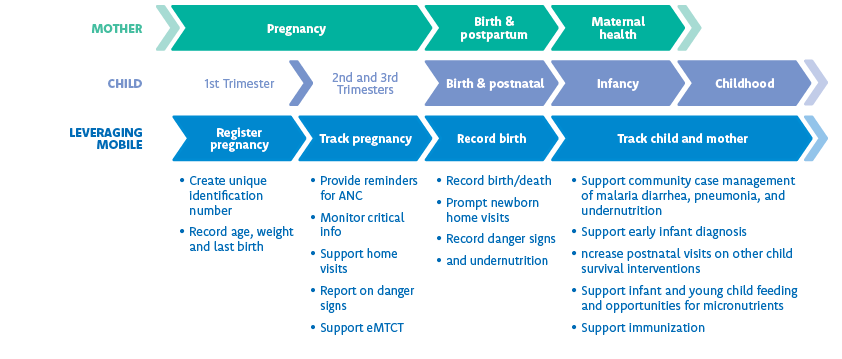 MOTHER
Pregnancy
Birth &
postpartum
Maternal
health
CHILD
1st Trimester
2nd and 3rd
Trimesters
Birth & postnatal
Infancy
Childhood
LEVERAGING
MOBILE
Register
pregnancy
Track pregnancy
Record birth
Track child and mother
• Create unique
identification
number
• Record age, weight
and last birth
• Provide reminders
for ANC
• Monitor critical
info
• Support home
visits
• Report on danger
signs
• Support eMTCT
• Record birth/death
• Prompt newborn
home visits
• Record danger signs
• and undernutrition
• Support community case management
of malaria diarrhea, pneumonia, and
undernutrition
• Support early infant diagnosis
• ncrease postnatal visits on other child
survival interventions
• Support infant and young child feeding
and opportunities for micronutrients
• Support immunization